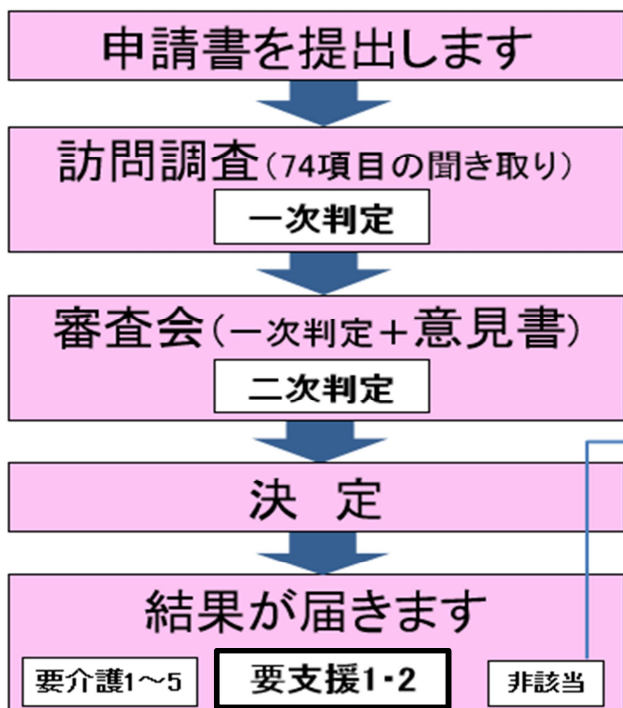 申請書を提出します
訪問調査(74項目の聞き取り)
一次判定
審査会(一次判定+意見書)
二次判定
決 定
結果が届きます
要介護1~5 要支援1・2 非該当